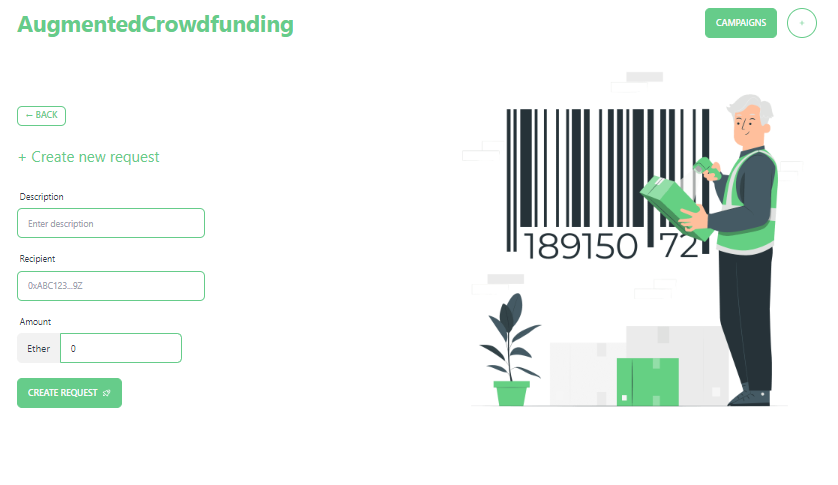 AugmentedCrowdfunding
CAMPAIGNS
+
← BACK
+ Create new request
Description
Enter description
Recipient
0xABC123...9Z
Amount
Ether 0
CREATE REQUEST
189150 72